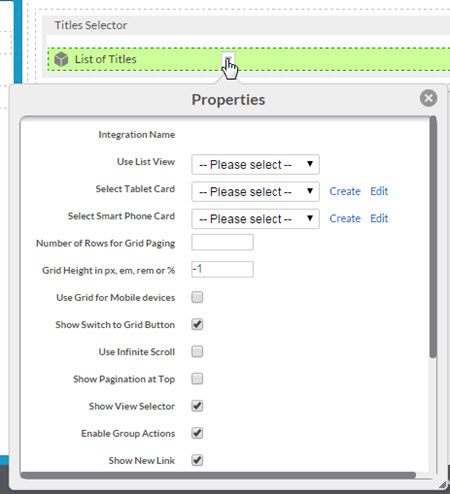 Titles Selector
List of Titles
Properties
Integration Name
Use List View -- Please select --
Select Tablet Card -- Please select -- Create Edit
Select Smart Phone Card -- Please select -- Create Edit
Number of Rows for Grid Paging
Grid Height in px, em, rem or % -1
Use Grid for Mobile devices
Show Switch to Grid Button
Use Infinite Scroll
Show Pagination at Top
Show View Selector
Enable Group Actions
Show New Link